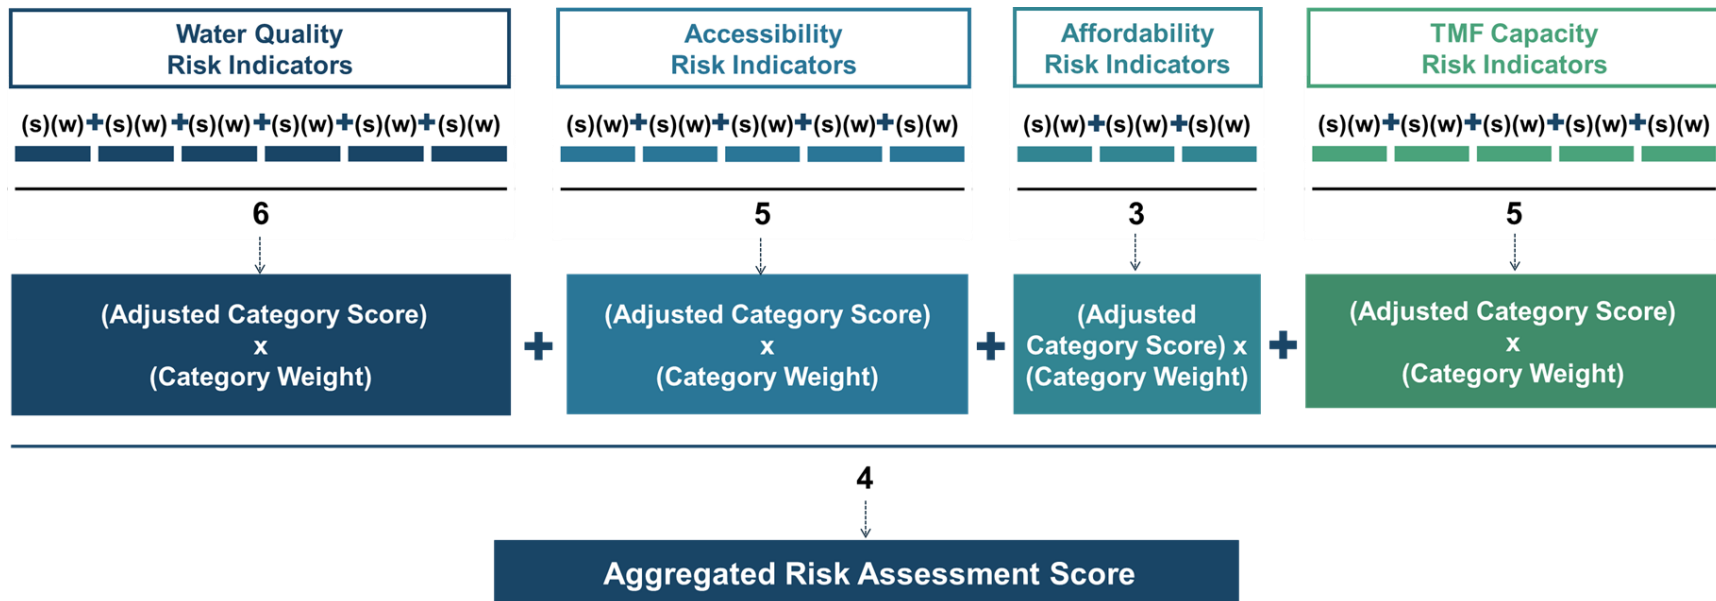 Water Quality
Risk Indicators
Accessibility
Risk Indicators
Affordability
Risk Indicators
TMF Capacity
Risk Indicators
(s)(w)+(s)(w)+(s)(w)+(s)(w)+(s)(w)+(s)(w)
(s)(w)+(s)(w)+(s)(w)+(s)(w)+(s)(w)
(s)(w)+(s)(w)+(s)(w)
(s)(w)+(s)(w)+(s)(w)+(s)(w)+(s)(w)
6
5
3
5
(Adjusted Category Score)
x
(Category Weight)
+
(Adjusted Category Score)
x
(Category Weight)
+
(Adjusted
Category Score) x
(Category Weight)
+
(Adjusted Category Score)
x
(Category Weight)
4
Aggregated Risk Assessment Score